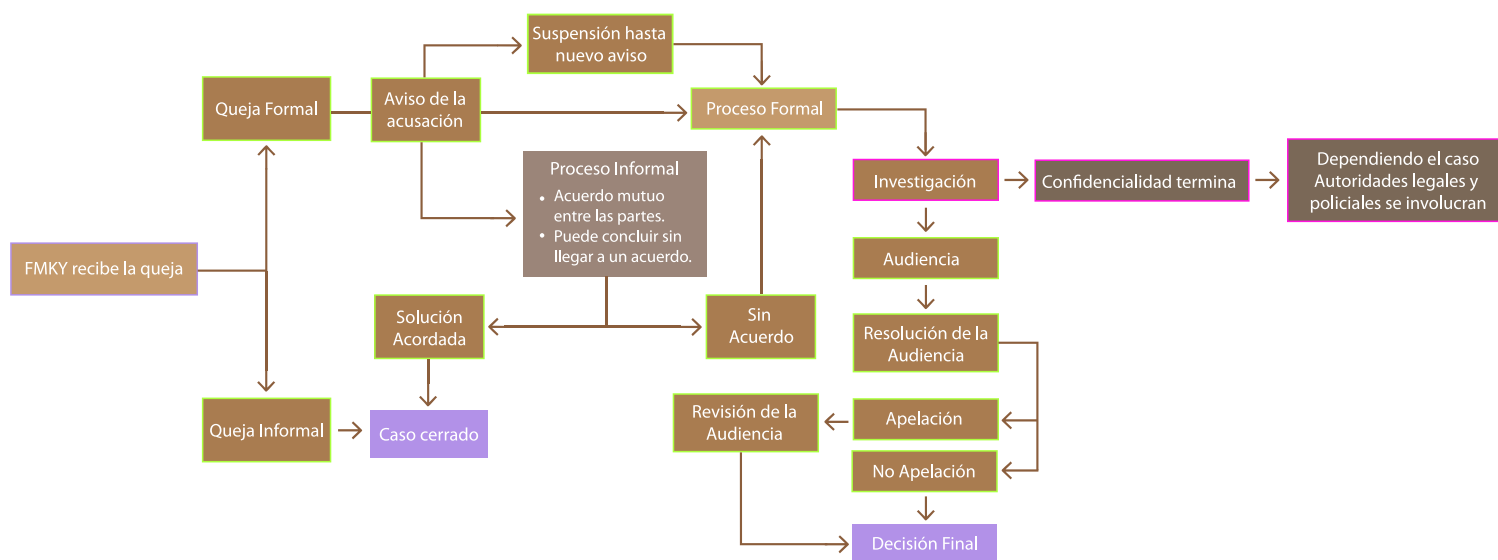 Suspensión hasta
nuevo aviso
Queja Formal
Aviso de la
acusación
Proceso Formal
Proceso Informal
• Acuerdo mutuo
entre las partes.
• Puede concluir sin
llegar a un acuerdo.
Investigación
Confidencialidad termina
Dependiendo el caso
Autoridades legales y
policiales se involucran
FMKY recibe la queja
Audiencia
Solución
Acordada
Sin
Acuerdo
Resolución de la
Audiencia
Queja Informal
Caso cerrado
Revisión de la
Audiencia
Apelación
No Apelación
Decisión Final